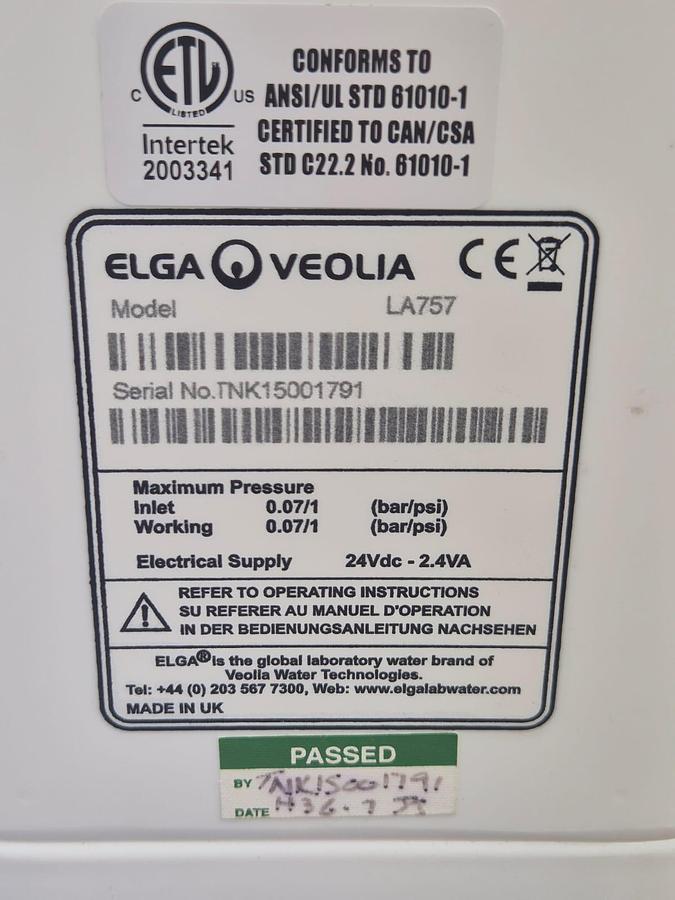 ETL
C US
LISTED
Intertek
2003341
CONFORMS TO
ANSI/UL STD 61010-1
CERTIFIED TO CAN/CSA
STD C22.2 No. 61010-1
ELGA VEOLIA CE
Model LA757
Serial No.TNK15001791
Maximum Pressure
Inlet 0.07/1 (bar/psi)
Working 0.07/1 (bar/psi)
Electrical Supply 24Vdc - 2.4VA
REFER TO OPERATING INSTRUCTIONS
SU REFERER AU MANUEL D'OPERATION
IN DER BEDIENUNGSANLEITUNG NACHSEHEN
ELGA® is the global laboratory water brand of
Veolia Water Technologies.
Tel: +44 (0) 203 567 7300, Web: www.elgalabwater.com
MADE IN UK
PASSED
BY TNK15001791
DATE